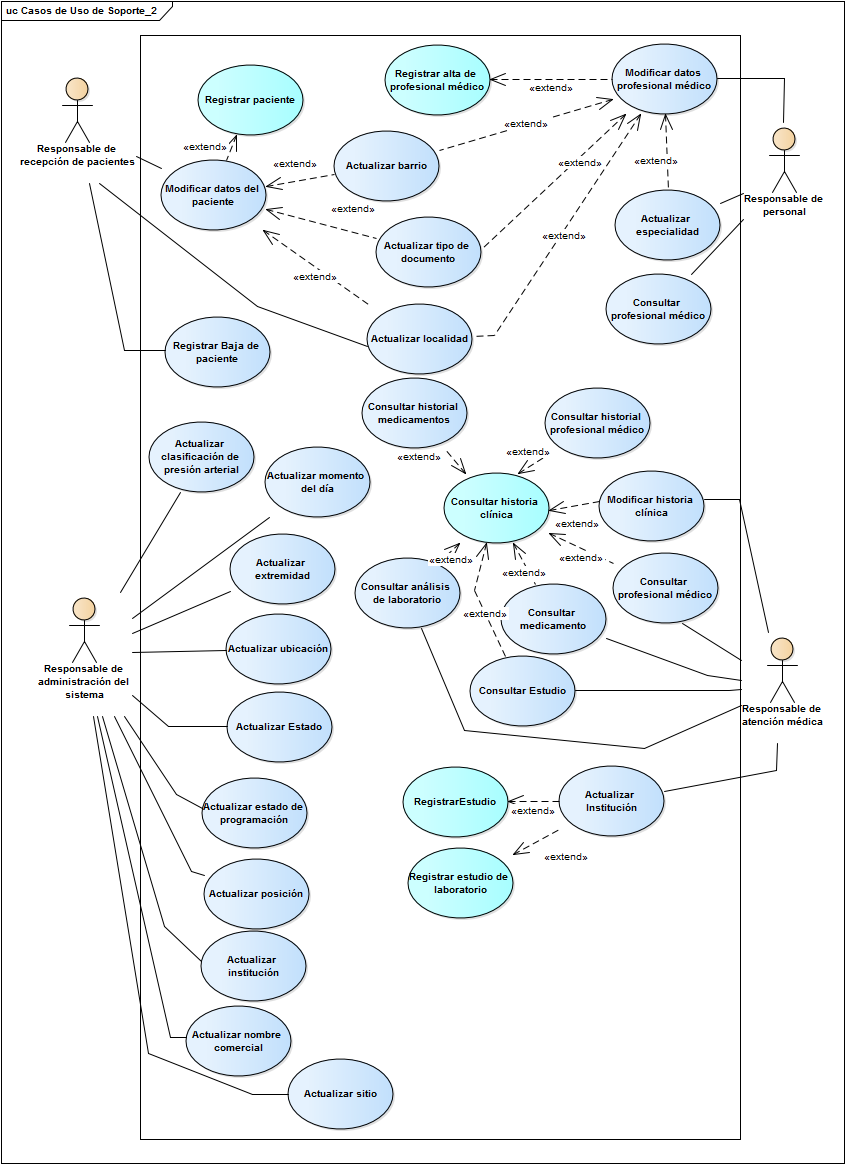 uc Casos de Uso de Soporte_2
Registrar paciente
Registrar alta de
profesional médico
«extend»
Modificar datos
profesional médico
Responsable de
recepción de pacientes
«extend»
«extend»
Actualizar barrio
«extend»
«extend»
«extend»
Modificar datos del
paciente
«extend»
Responsable de
personal
Actualizar
especialidad
Actualizar tipo de
documento
«extend»
«extend»
Consultar
profesional médico
Actualizar localidad
Registrar Baja de
paciente
Consultar historial
medicamentos
Consultar historial
profesional médico
Actualizar
clasificación de
presión arterial
«extend»
«extend»
Actualizar momento
del día
Consultar historia
clínica
Modificar historia
clínica
«extend»
Actualizar
extremidad
«extend»
«extend»
«extend»
Consultar análisis
de laboratorio
Consultar
profesional médico
«extend»
Consultar
medicamento
Actualizar ubicación
Responsable de
administración del
sistema
Consultar Estudio
Responsable de
atención médica
Actualizar Estado
RegistrarEstudio
«extend»
Actualizar
Institución
Actualizar estado de
programación
«extend»
Registrar estudio de
laboratorio
Actualizar posición
Actualizar
institución
Actualizar nombre
comercial
Actualizar sitio